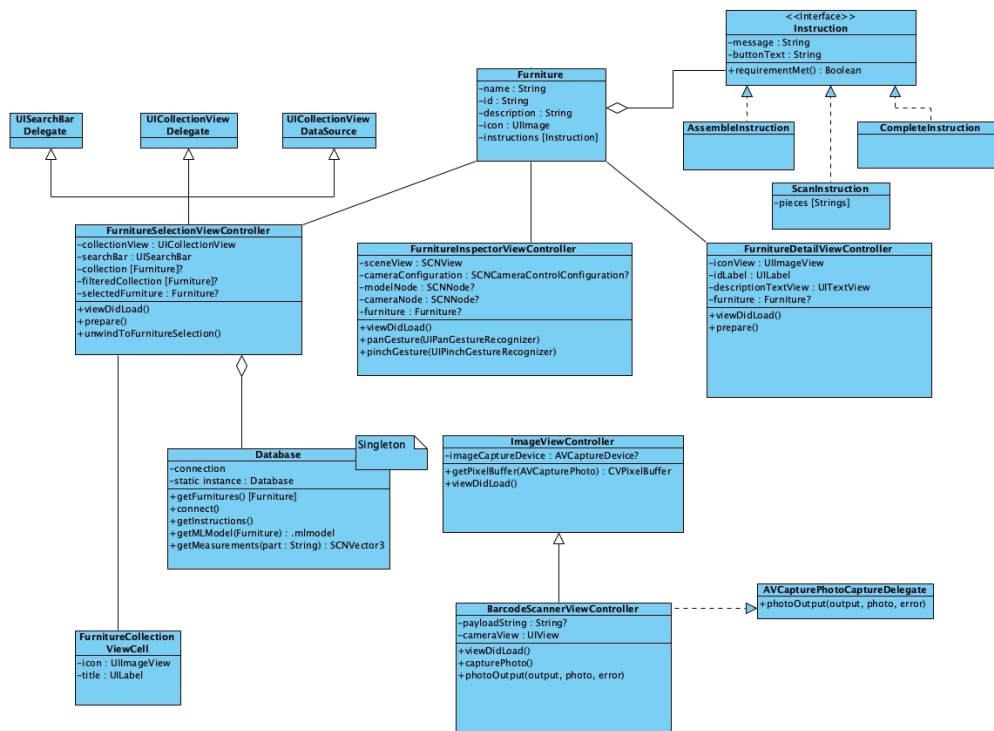 <<Interface>>
Instruction
-message : String
-buttonText : String
+requirementMet() : Boolean
Furniture
-name : String
-id : String
-description : String
-icon : UIImage
-instructions [Instruction]
UISearchBar
Delegate
UICollectionView
Delegate
UICollectionView
DataSource
AssembleInstruction
CompleteInstruction
ScanInstruction
-pieces [Strings]
FurnitureSelectionViewController
-collectionView : UICollectionView
-searchBar : UISearchBar
-collection [Furniture]?
-filteredCollection [Furniture]?
-selectedFurniture : Furniture?
+viewDidLoad()
+prepare()
+unwindToFurnitureSelection()
FurnitureInspectorViewController
-sceneView : SCNView
-cameraConfiguration : SCNCameraControlConfiguration?
-modelNode : SCNNode?
-cameraNode : SCNNode?
-furniture : Furniture?
+viewDidLoad()
+panGesture(UIPanGestureRecognizer)
+pinchGesture(UIPinchGestureRecognizer)
FurnitureDetailViewController
-iconView : UIImageView
-idLabel : UILabel
-descriptionTextView : UITextView
-furniture : Furniture?
+viewDidLoad()
+prepare()
Singleton
Database
-connection
-static instance : Database
+getFurnitures() [Furniture]
+connect()
+getInstructions()
+getMLModel(Furniture) : .mlmodel
+getMeasurements(part : String) : SCNVector3
ImageViewController
-imageCaptureDevice : AVCaptureDevice?
+getPixelBuffer(AVCapturePhoto) : CVPixelBuffer
+viewDidLoad()
AVCapturePhotoCaptureDelegate
+photoOutput(output, photo, error)
BarcodeScannerViewController
-payloadString : String?
-cameraView : UIView
+viewDidLoad()
+capturePhoto()
+photoOutput(output, photo, error)
FurnitureCollection
ViewCell
-icon : UIImageView
-title : UILabel